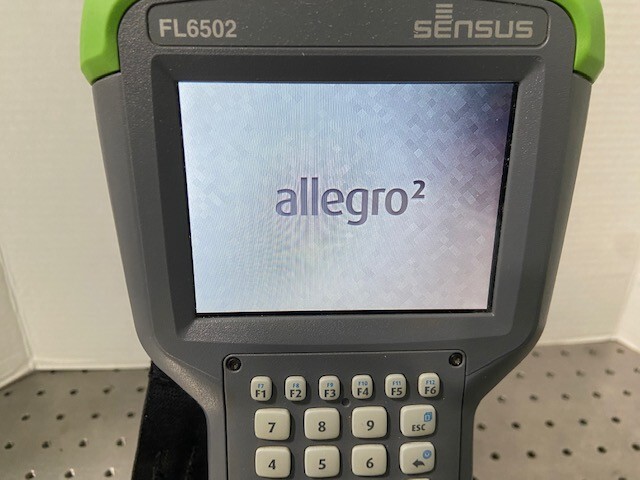 FL6502 SENSUS
allegro²
F7 F8 F9 F10 F11 F12
F1 F2 F3 F4 F5 F6
7 8 9 ESC
4 5 6